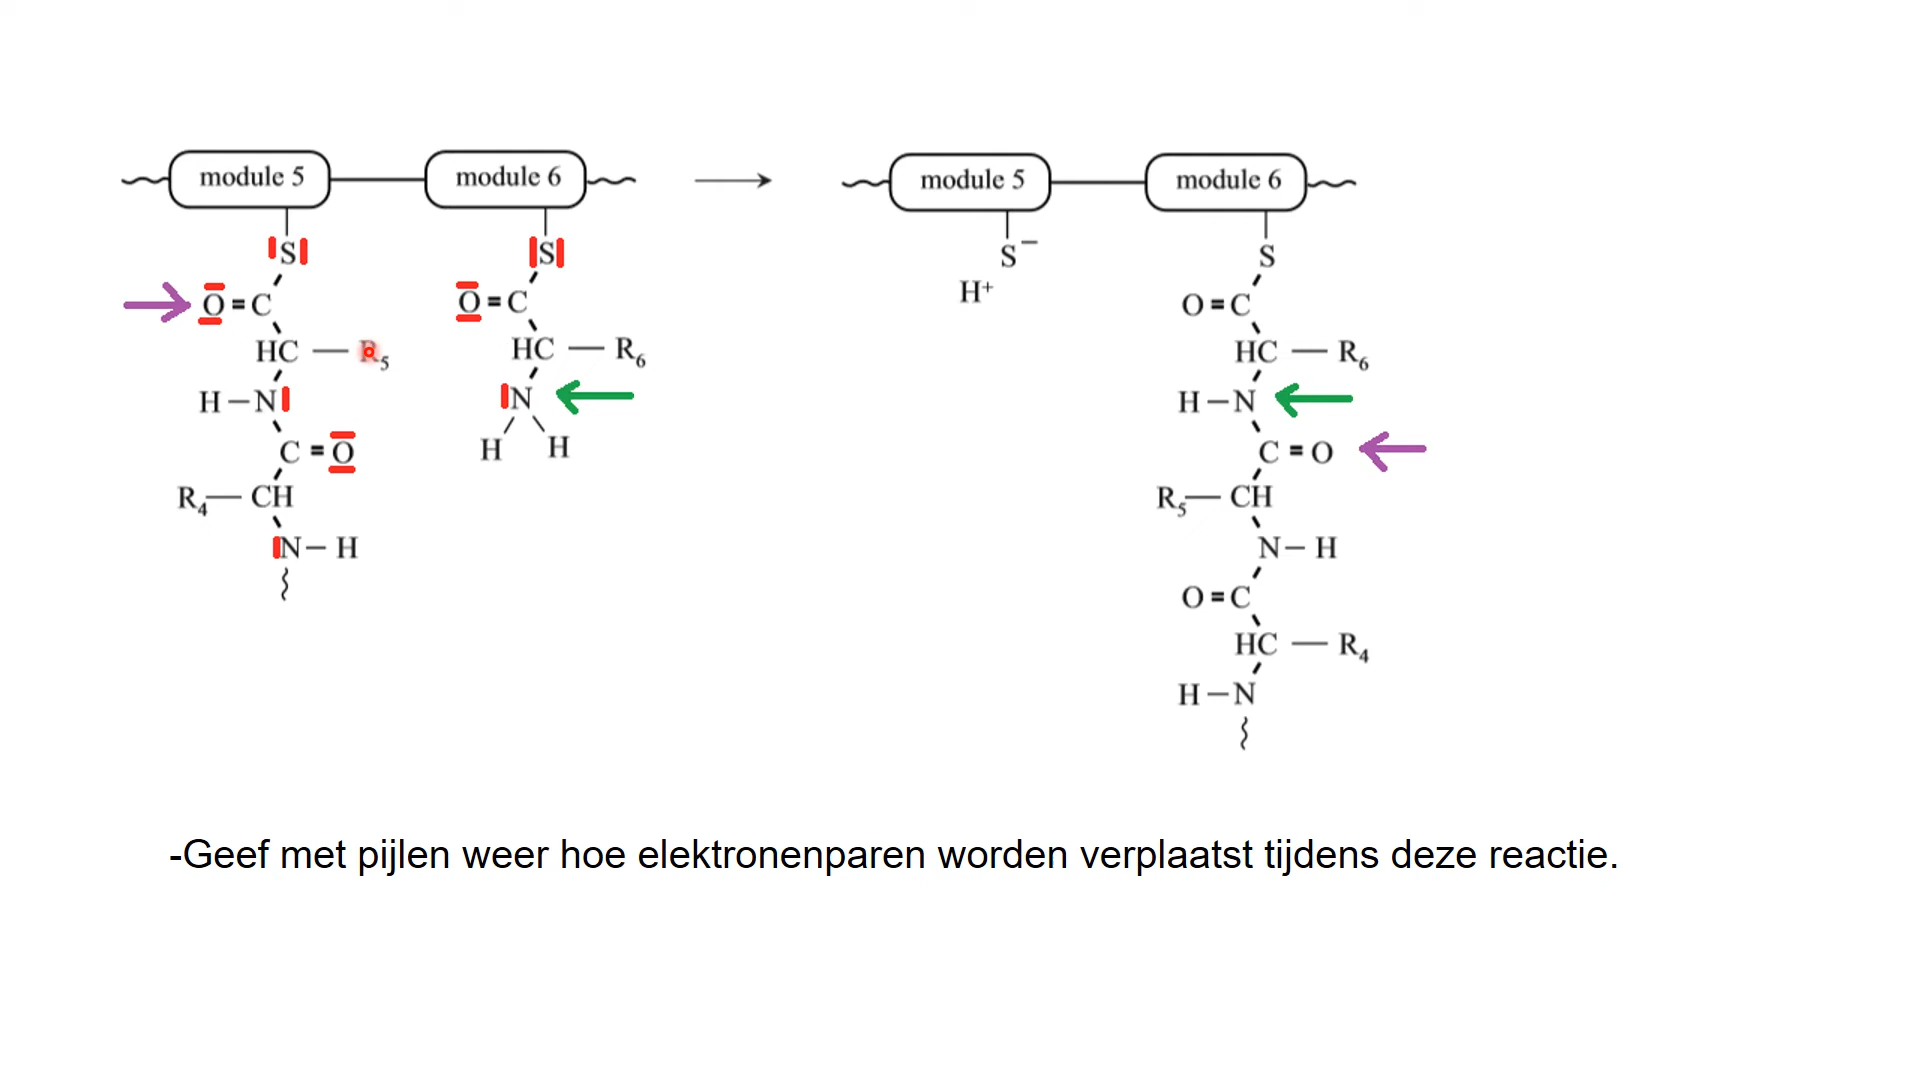 module 5 module 6 module 5 module 6
S S S⁻ S
O=C O=C H⁺ O=C
HC — R₅ HC — R₆ HC — R₆
H—N N H—N
C=O H H C=O
R₄— CH R₅— CH
N—H N—H
O=C
HC — R₄
H—N
-Geef met pijlen weer hoe elektronenparen worden verplaatst tijdens deze reactie.